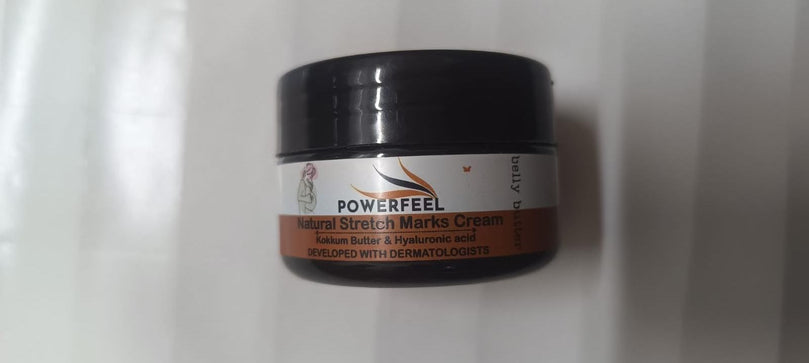 POWERFEEL
Natural Stretch Marks Cream
Kokkum Butter & Hyaluronic acid
DEVELOPED WITH DERMATOLOGISTS
belly butter